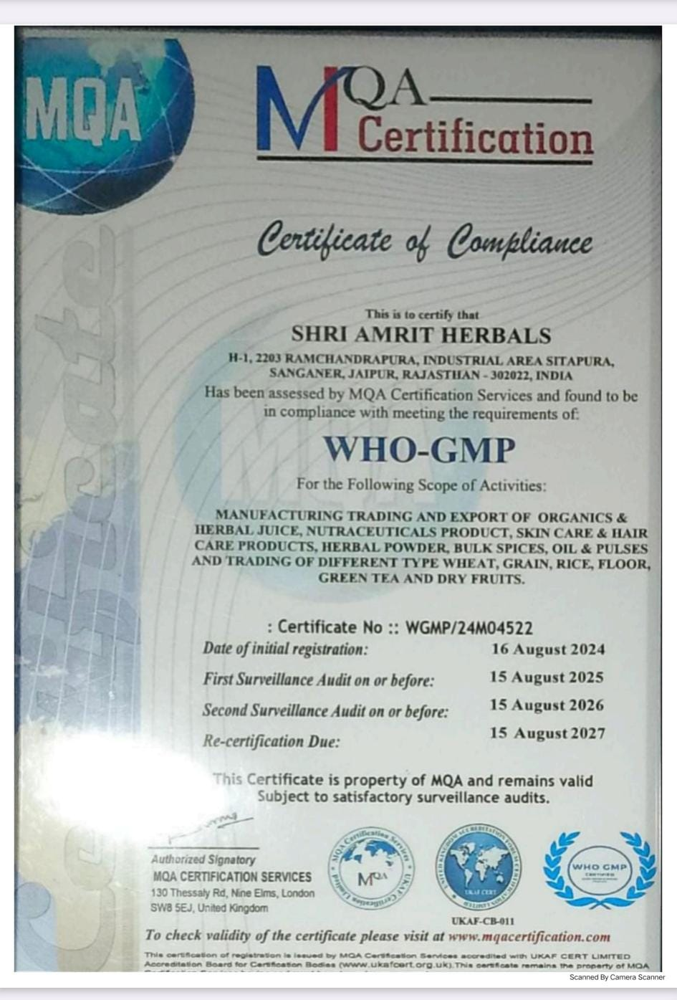 MQA
MQA
Certification
Certificate of Compliance
This is to certify that
SHRI AMRIT HERBALS
H-1, 2203 RAMCHANDRAPURA, INDUSTRIAL AREA SITAPURA,
SANGANER, JAIPUR, RAJASTHAN - 302022, INDIA
Has been assessed by MQA Certification Services and found to be
in compliance with meeting the requirements of:
WHO-GMP
For the Following Scope of Activities:
MANUFACTURING TRADING AND EXPORT OF ORGANICS &
HERBAL JUICE, NUTRACEUTICALS PRODUCT, SKIN CARE & HAIR
CARE PRODUCTS, HERBAL POWDER, BULK SPICES, OIL & PULSES
AND TRADING OF DIFFERENT TYPE WHEAT, GRAIN, RICE, FLOOR,
GREEN TEA AND DRY FRUITS.
: Certificate No :: WGMP/24M04522
Date of initial registration: 16 August 2024
First Surveillance Audit on or before: 15 August 2025
Second Surveillance Audit on or before: 15 August 2026
Re-certification Due: 15 August 2027
This Certificate is property of MQA and remains valid
Subject to satisfactory surveillance audits.
Authorized Signatory
MQA CERTIFICATION SERVICES
130 Thessaly Rd, Nine Elms, London
SW8 5EJ, United Kingdom
MQA Certification Services
MQA
UKAF CERT
WHO GMP
CERTIFIED
UKAF-CB-011
To check validity of the certificate please visit at www.mqacertification.com
This certification of registration is issued by MQA Certification Services accredited with UKAF CERT LIMITED
Accreditation Board for Certification Bodies (www.ukafcert.org.uk).This certificate remains the property of MQA
Scanned By Camera Scanner